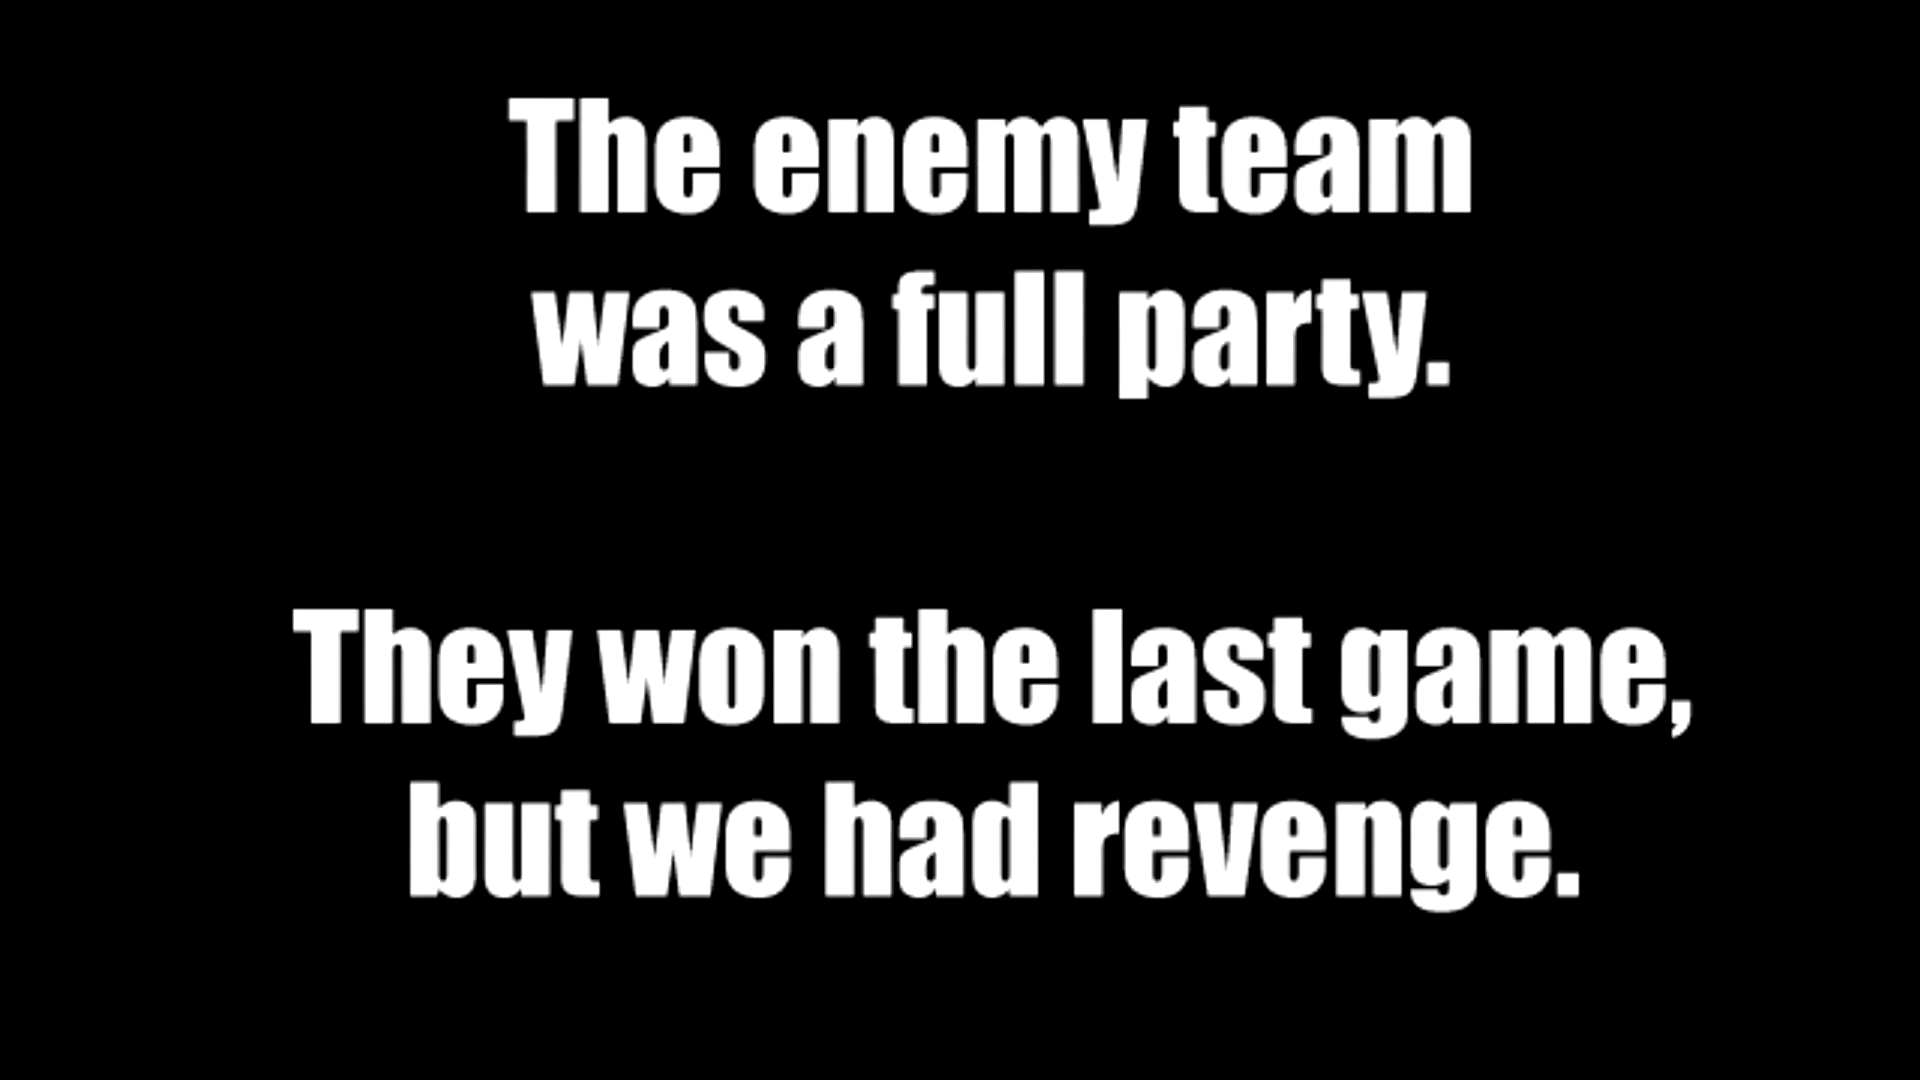 The enemy team
was a full party.
They won the last game,
but we had revenge.